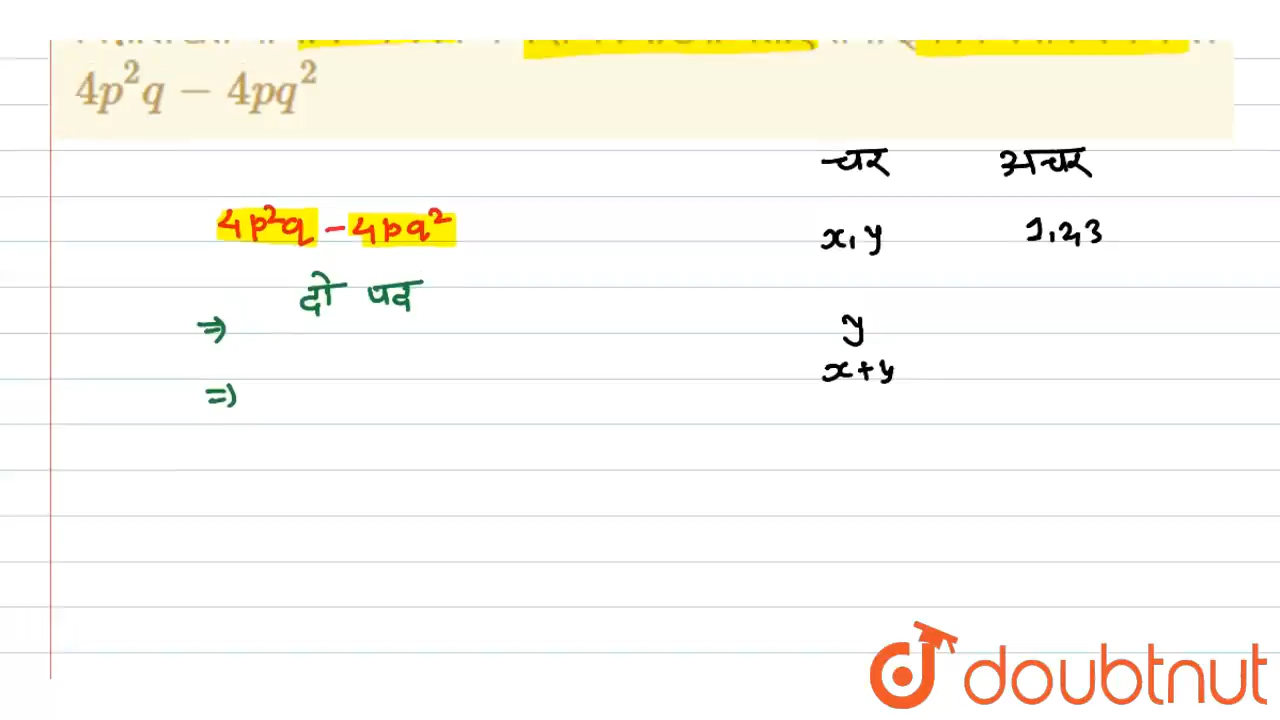 4p²q − 4pq²
चर अचर
4p²q - 4pq²
x, y 1,2,3
दो पद
⇒
y
x+y
⇒
doubtnut